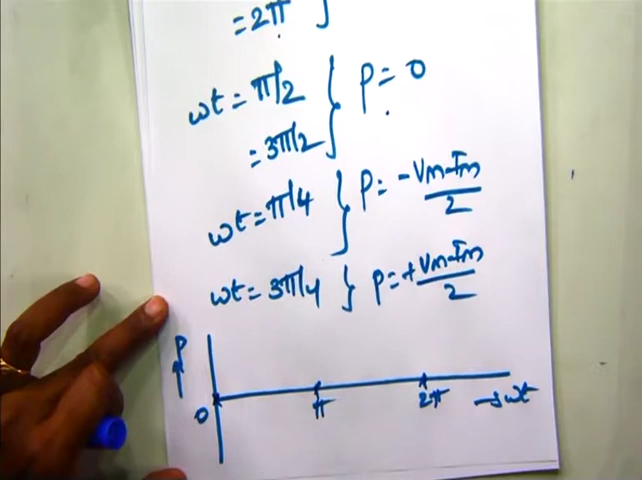 = 2π }
ωt = π/2 } P = 0
= 3π/2
ωt = π/4 } P = -VmIm/2
ωt = 3π/4 } P = +VmIm/2
P
0 π 2π → ωt